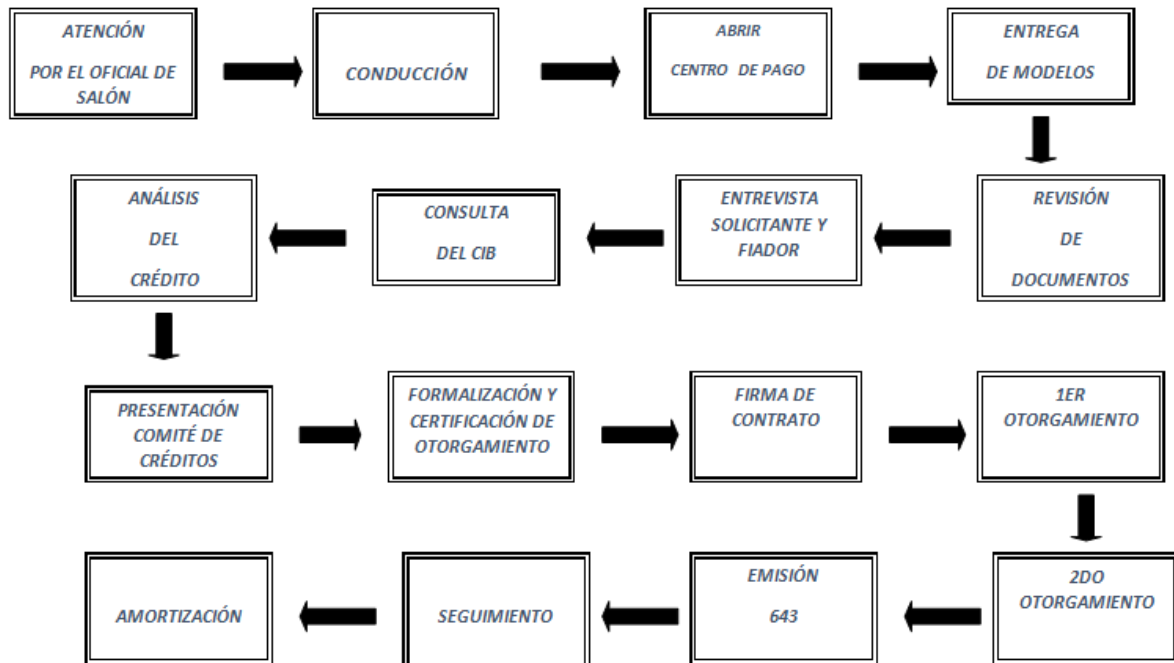 ATENCIÓN
POR EL OFICIAL DE
SALÓN
CONDUCCIÓN
ABRIR
CENTRO DE PAGO
ENTREGA
DE MODELOS
REVISIÓN
DE
DOCUMENTOS
ENTREVISTA
SOLICITANTE Y
FIADOR
CONSULTA
DEL CIB
ANÁLISIS
DEL
CRÉDITO
PRESENTACIÓN
COMITÉ DE
CRÉDITOS
FORMALIZACIÓN Y
CERTIFICACIÓN DE
OTORGAMIENTO
FIRMA DE
CONTRATO
1ER
OTORGAMIENTO
2DO
OTORGAMIENTO
EMISIÓN
643
SEGUIMIENTO
AMORTIZACIÓN